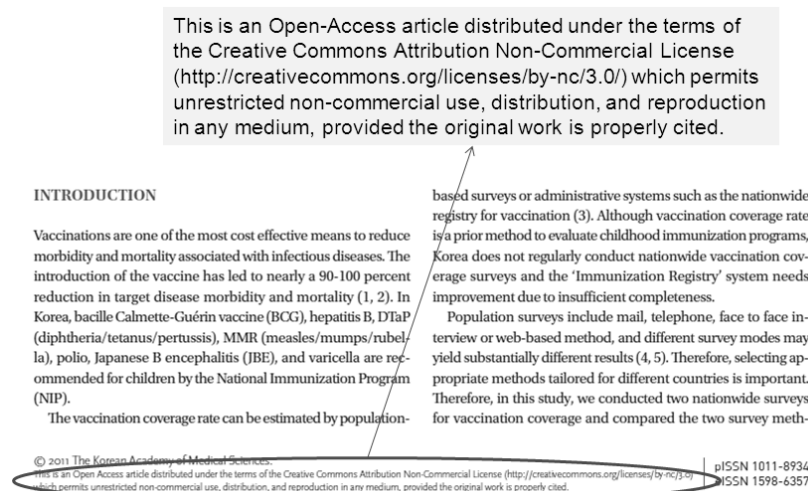 This is an Open-Access article distributed under the terms of
the Creative Commons Attribution Non-Commercial License
(http://creativecommons.org/licenses/by-nc/3.0/) which permits
unrestricted non-commercial use, distribution, and reproduction
in any medium, provided the original work is properly cited.
INTRODUCTION
Vaccinations are one of the most cost effective means to reduce
morbidity and mortality associated with infectious diseases. The
introduction of the vaccine has led to nearly a 90-100 percent
reduction in target disease morbidity and mortality (1, 2). In
Korea, bacille Calmette-Guérin vaccine (BCG), hepatitis B, DTaP
(diphtheria/tetanus/pertussis), MMR (measles/mumps/rubel-
la), polio, Japanese B encephalitis (JBE), and varicella are rec-
ommended for children by the National Immunization Program
(NIP).
The vaccination coverage rate can be estimated by population-
based surveys or administrative systems such as the nationwide
registry for vaccination (3). Although vaccination coverage rate
is a prior method to evaluate childhood immunization programs,
Korea does not regularly conduct nationwide vaccination cov-
erage surveys and the ‘Immunization Registry’ system needs
improvement due to insufficient completeness.
Population surveys include mail, telephone, face to face in-
terview or web-based method, and different survey modes may
yield substantially different results (4, 5). Therefore, selecting ap-
propriate methods tailored for different countries is important.
Therefore, in this study, we conducted two nationwide surveys
for vaccination coverage and compared the two survey meth-
© 2011 The Korean Academy of Medical Sciences.
This is an Open Access article distributed under the terms of the Creative Commons Attribution Non-Commercial License (http://creativecommons.org/licenses/by-nc/3.0)
which permits unrestricted non-commercial use, distribution, and reproduction in any medium, provided the original work is properly cited.
pISSN 1011-8934
eISSN 1598-6357